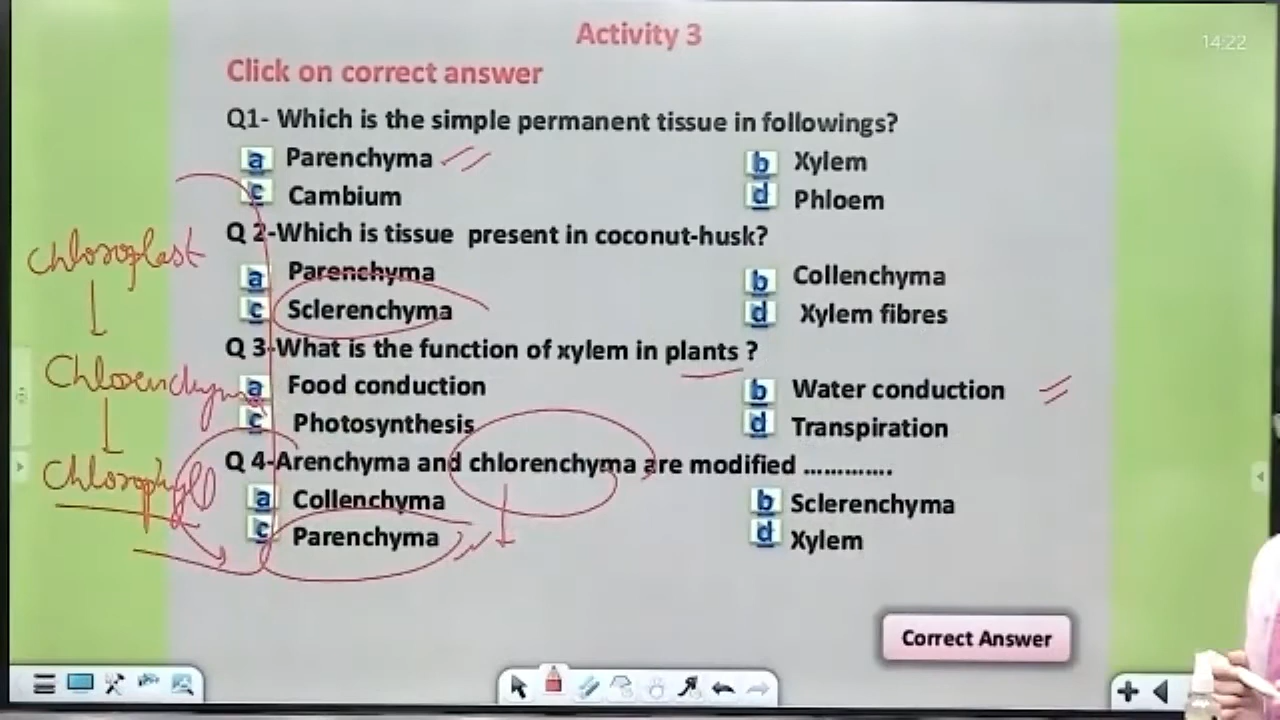 Activity 3
14:22
Click on correct answer
Q1- Which is the simple permanent tissue in followings?
a Parenchyma b Xylem
c Cambium d Phloem
Q 2-Which is tissue present in coconut-husk?
a Parenchyma b Collenchyma
c Sclerenchyma d Xylem fibres
Q 3-What is the function of xylem in plants ?
a Food conduction b Water conduction
c Photosynthesis d Transpiration
Q 4-Arenchyma and chlorenchyma are modified .............
a Collenchyma b Sclerenchyma
c Parenchyma d Xylem
Chloroplast
Chlorenchyma
Chlorophyll
Correct Answer